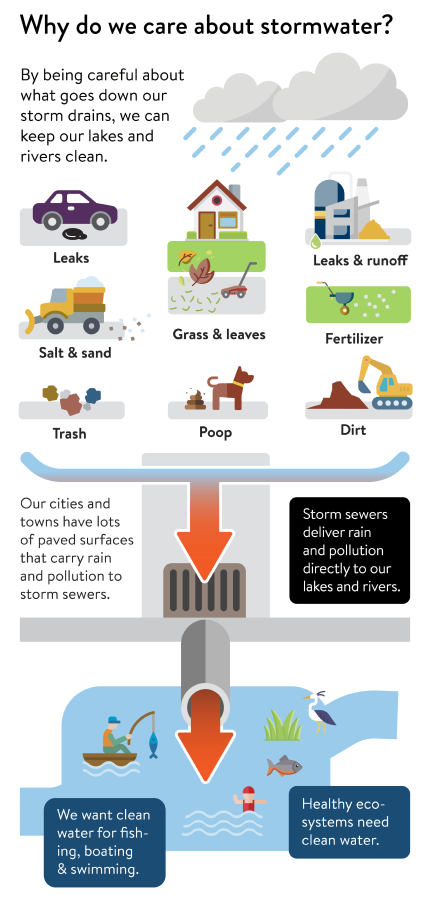 Why do we care about stormwater?
By being careful about
what goes down our
storm drains, we can
keep our lakes and
rivers clean.
Leaks
Grass & leaves
Leaks & runoff
Salt & sand
Fertilizer
Trash
Poop
Dirt
Our cities and
towns have lots
of paved surfaces
that carry rain
and pollution to
storm sewers.
Storm sewers
deliver rain
and pollution
directly to our
lakes and rivers.
We want clean
water for fish-
ing, boating
& swimming.
Healthy eco-
systems need
clean water.